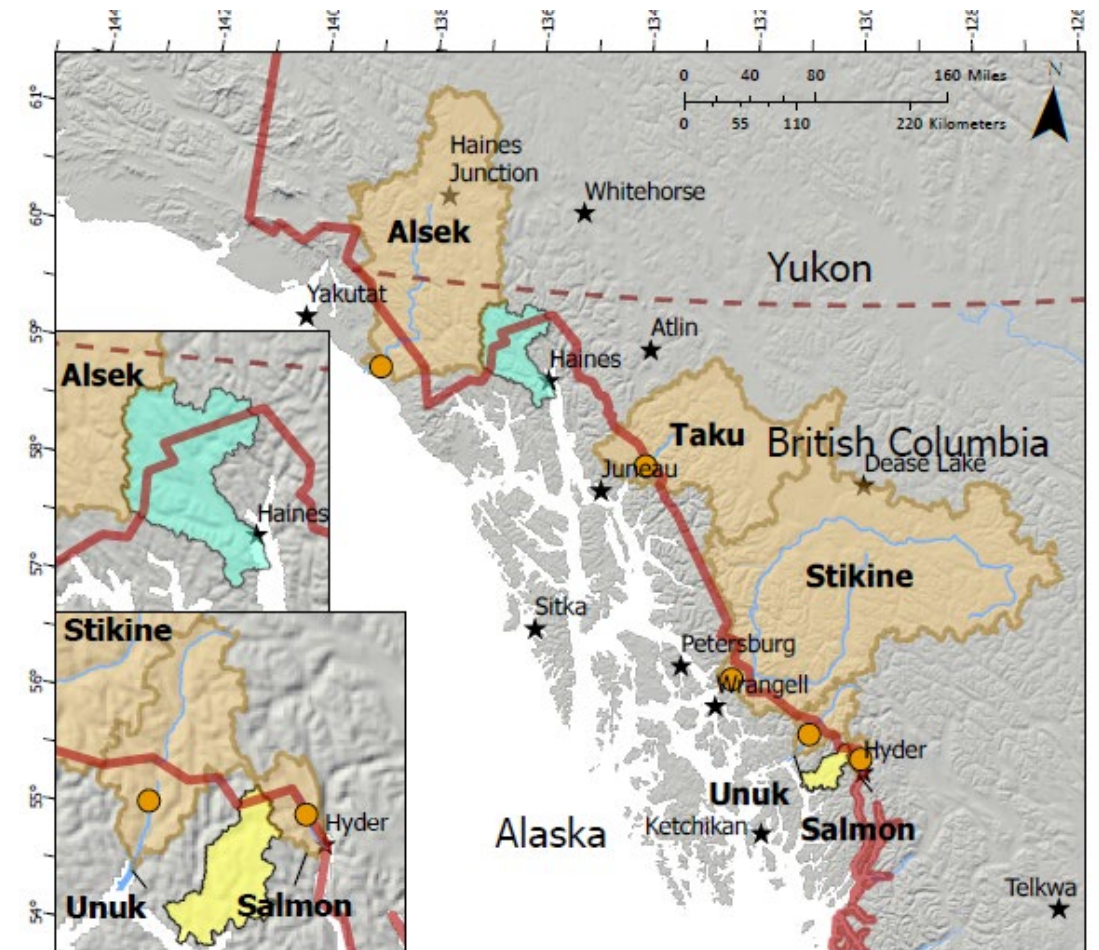 -144 -142 -140 -138 -136 -134 -132 -130 -128 -126
0 40 80 160 Miles
0 55 110 220 Kilometers
N
61°
60°
59°
58°
57°
56°
55°
54°
Haines
Junction
Whitehorse
Alsek
Yukon
Yakutat
Atlin
Haines
Taku
British Columbia
Dease Lake
Juneau
Stikine
Sitka
Petersburg
Wrangell
Hyder
Unuk
Ketchikan
Salmon
Alaska
Telkwa
Alsek
Haines
Stikine
Hyder
Unuk
Salmon